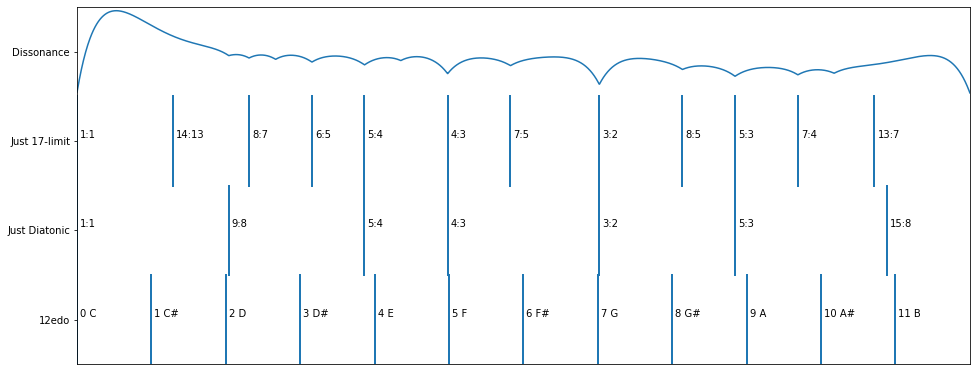 Dissonance
Just 17-limit 1:1 14:13 8:7 6:5 5:4 4:3 7:5 3:2 8:5 5:3 7:4 13:7
Just Diatonic 1:1 9:8 5:4 4:3 3:2 5:3 15:8
12edo 0 C 1 C# 2 D 3 D# 4 E 5 F 6 F# 7 G 8 G# 9 A 10 A# 11 B